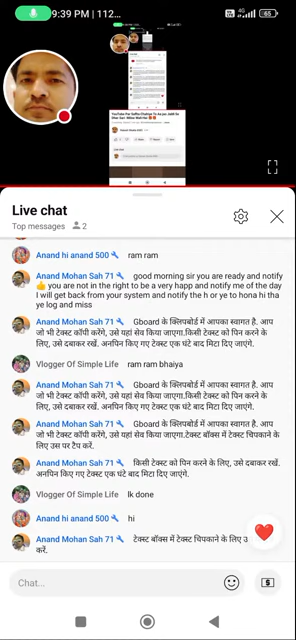 9:39 PM | 112...
4G
65
YouTube Par Saffra Chahiye To Aa jao Jaldi Se
Live chat
Top messages 2
Anand hi anand 500 ram ram
Anand Mohan Sah 71 good morning sir you are ready and notify
👍 you are not in the right to be a very happ and notify me of the day
I will get back from your system and notify the h or ye to hona hi tha
ye log and miss
Anand Mohan Sah 71 Gboard के क्लिपबोर्ड में आपका स्वागत है. आप
जो भी टेक्स्ट कॉपी करेंगे, उसे यहां सेव किया जाएगा.किसी टेक्स्ट को पिन करने के
लिए, उसे दबाकर रखें. अनपिन किए गए टेक्स्ट एक घंटे बाद मिटा दिए जाएंगे.
Vlogger Of Simple Life ram ram bhaiya
Anand Mohan Sah 71 Gboard के क्लिपबोर्ड में आपका स्वागत है. आप
जो भी टेक्स्ट कॉपी करेंगे, उसे यहां सेव किया जाएगा.किसी टेक्स्ट को पिन करने के
लिए, उसे दबाकर रखें. अनपिन किए गए टेक्स्ट एक घंटे बाद मिटा दिए जाएंगे.
Anand Mohan Sah 71 Gboard के क्लिपबोर्ड में आपका स्वागत है. आप
जो भी टेक्स्ट कॉपी करेंगे, उसे यहां सेव किया जाएगा.टेक्स्ट बॉक्स में टेक्स्ट चिपकाने के
लिए उस पर टैप करें.
Anand Mohan Sah 71 किसी टेक्स्ट को पिन करने के लिए, उसे दबाकर रखें.
अनपिन किए गए टेक्स्ट एक घंटे बाद मिटा दिए जाएंगे.
Vlogger Of Simple Life lk done
Anand hi anand 500 hi
Anand Mohan Sah 71 टेक्स्ट बॉक्स में टेक्स्ट चिपकाने के लिए
करें.
Chat...